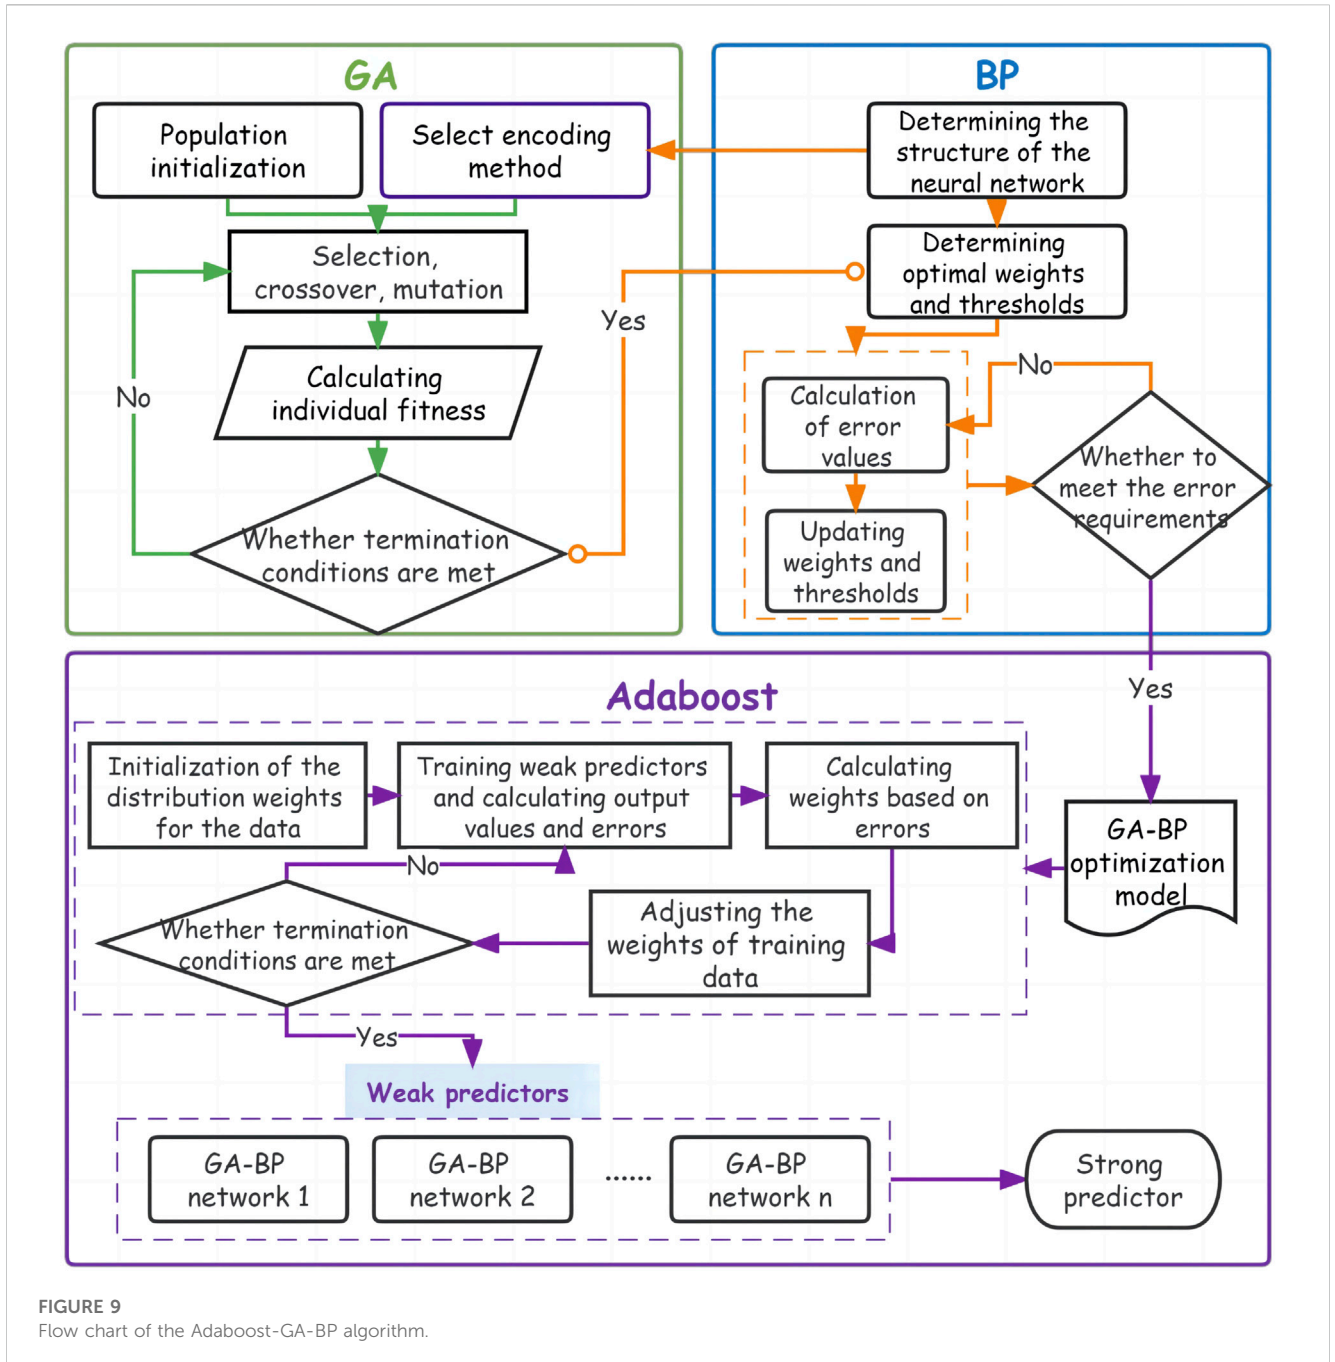 GA
Population
initialization
Select encoding
method
Selection,
crossover, mutation
Calculating
individual fitness
No
Whether termination
conditions are met
Yes
BP
Determining the
structure of the
neural network
Determining
optimal weights
and thresholds
Calculation
of error
values
Updating
weights and
thresholds
No
Whether to
meet the error
requirements
Yes
Adaboost
Initialization of the
distribution weights
for the data
Training weak predictors
and calculating output
values and errors
Calculating
weights based on
errors
GA-BP
optimization
model
No
Whether termination
conditions are met
Adjusting the
weights of training
data
Yes
Weak predictors
GA-BP
network 1
GA-BP
network 2
......
GA-BP
network n
Strong
predictor
FIGURE 9
Flow chart of the Adaboost-GA-BP algorithm.